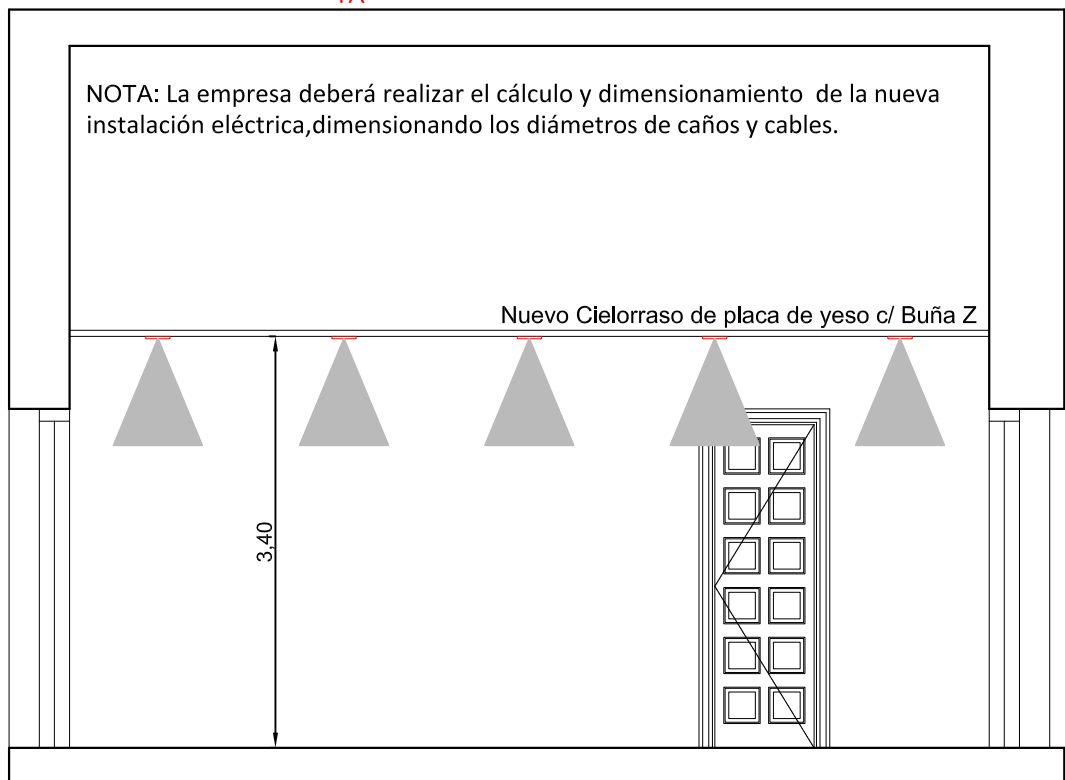 NOTA: La empresa deberá realizar el cálculo y dimensionamiento de la nueva
instalación eléctrica,dimensionando los diámetros de caños y cables.
Nuevo Cielorraso de placa de yeso c/ Buña Z
3,40